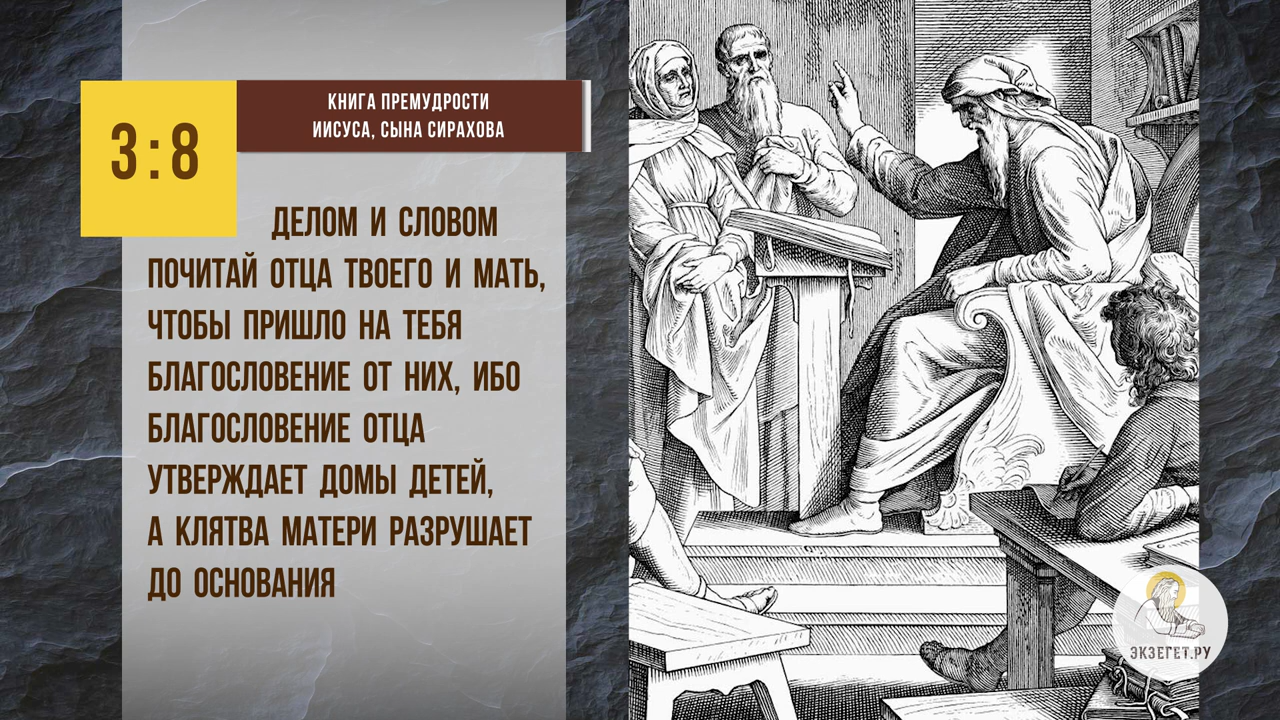 3:8
КНИГА ПРЕМУДРОСТИ
ИИСУСА, СЫНА СИРАХОВА
ДЕЛОМ И СЛОВОМ
ПОЧИТАЙ ОТЦА ТВОЕГО И МАТЬ,
ЧТОБЫ ПРИШЛО НА ТЕБЯ
БЛАГОСЛОВЕНИЕ ОТ НИХ, ИБО
БЛАГОСЛОВЕНИЕ ОТЦА
УТВЕРЖДАЕТ ДОМЫ ДЕТЕЙ,
А КЛЯТВА МАТЕРИ РАЗРУШАЕТ
ДО ОСНОВАНИЯ
ЭКЗЕГЕТ.РУ